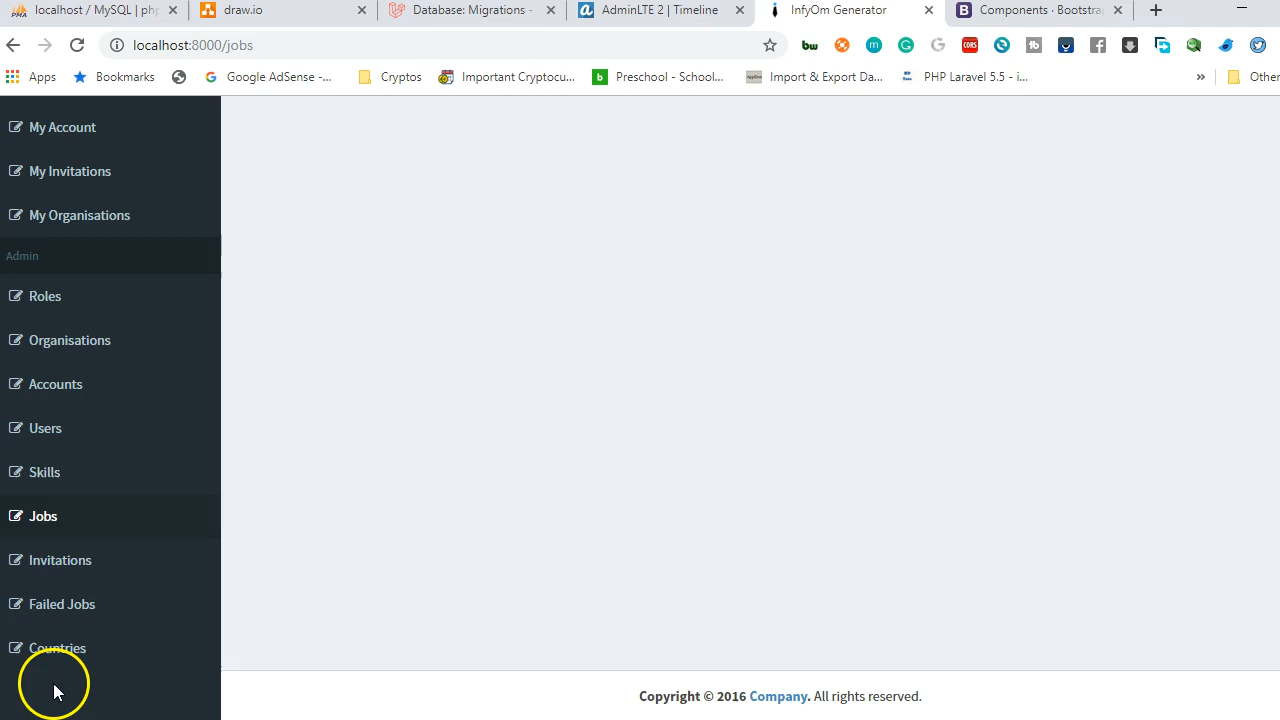 localhost / MySQL | php
draw.io
Database: Migrations -
AdminLTE 2 | Timeline
InfyOm Generator
Components · Bootstrap
localhost:8000/jobs
Apps
Bookmarks
Google AdSense -...
Cryptos
Important Cryptocu...
Preschool - School...
Import & Export Da...
PHP Laravel 5.5 - i...
»
Other
My Account
My Invitations
My Organisations
Admin
Roles
Organisations
Accounts
Users
Skills
Jobs
Invitations
Failed Jobs
Countries
Copyright © 2016 Company. All rights reserved.